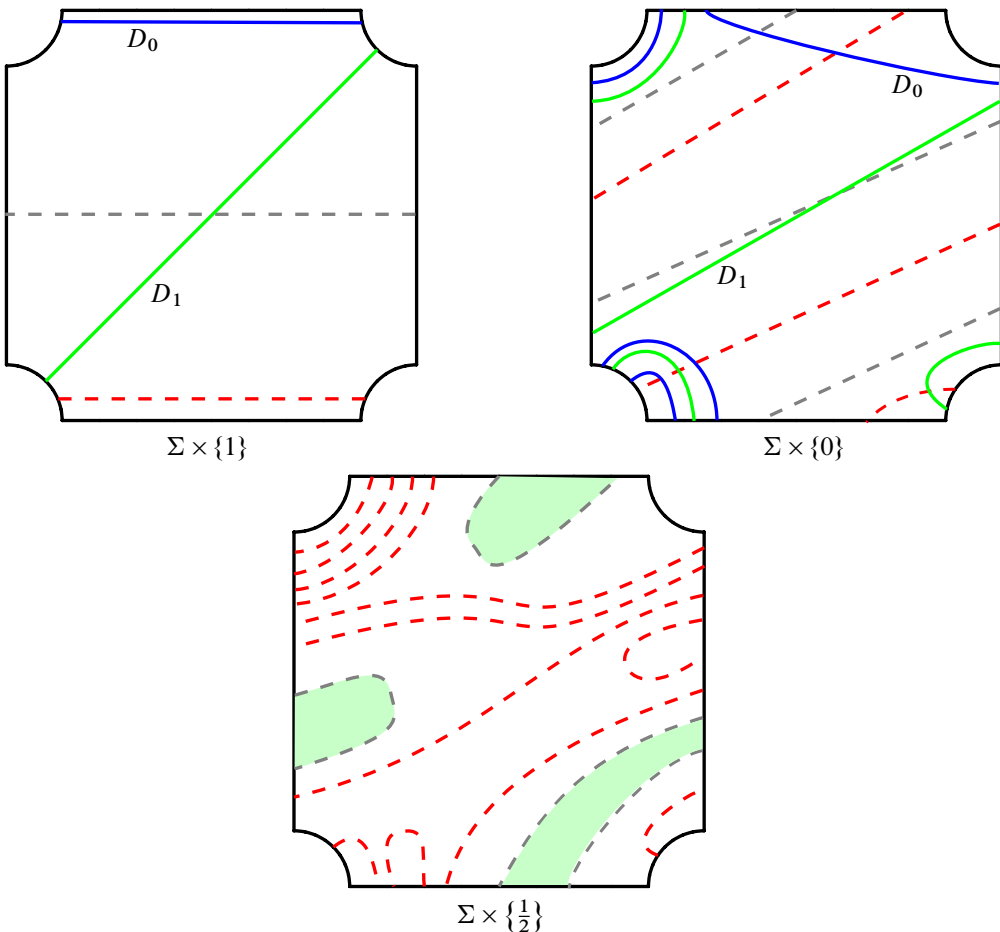 D₀
D₁
Σ × {1}
D₀
D₁
Σ × {0}
Σ × {½}